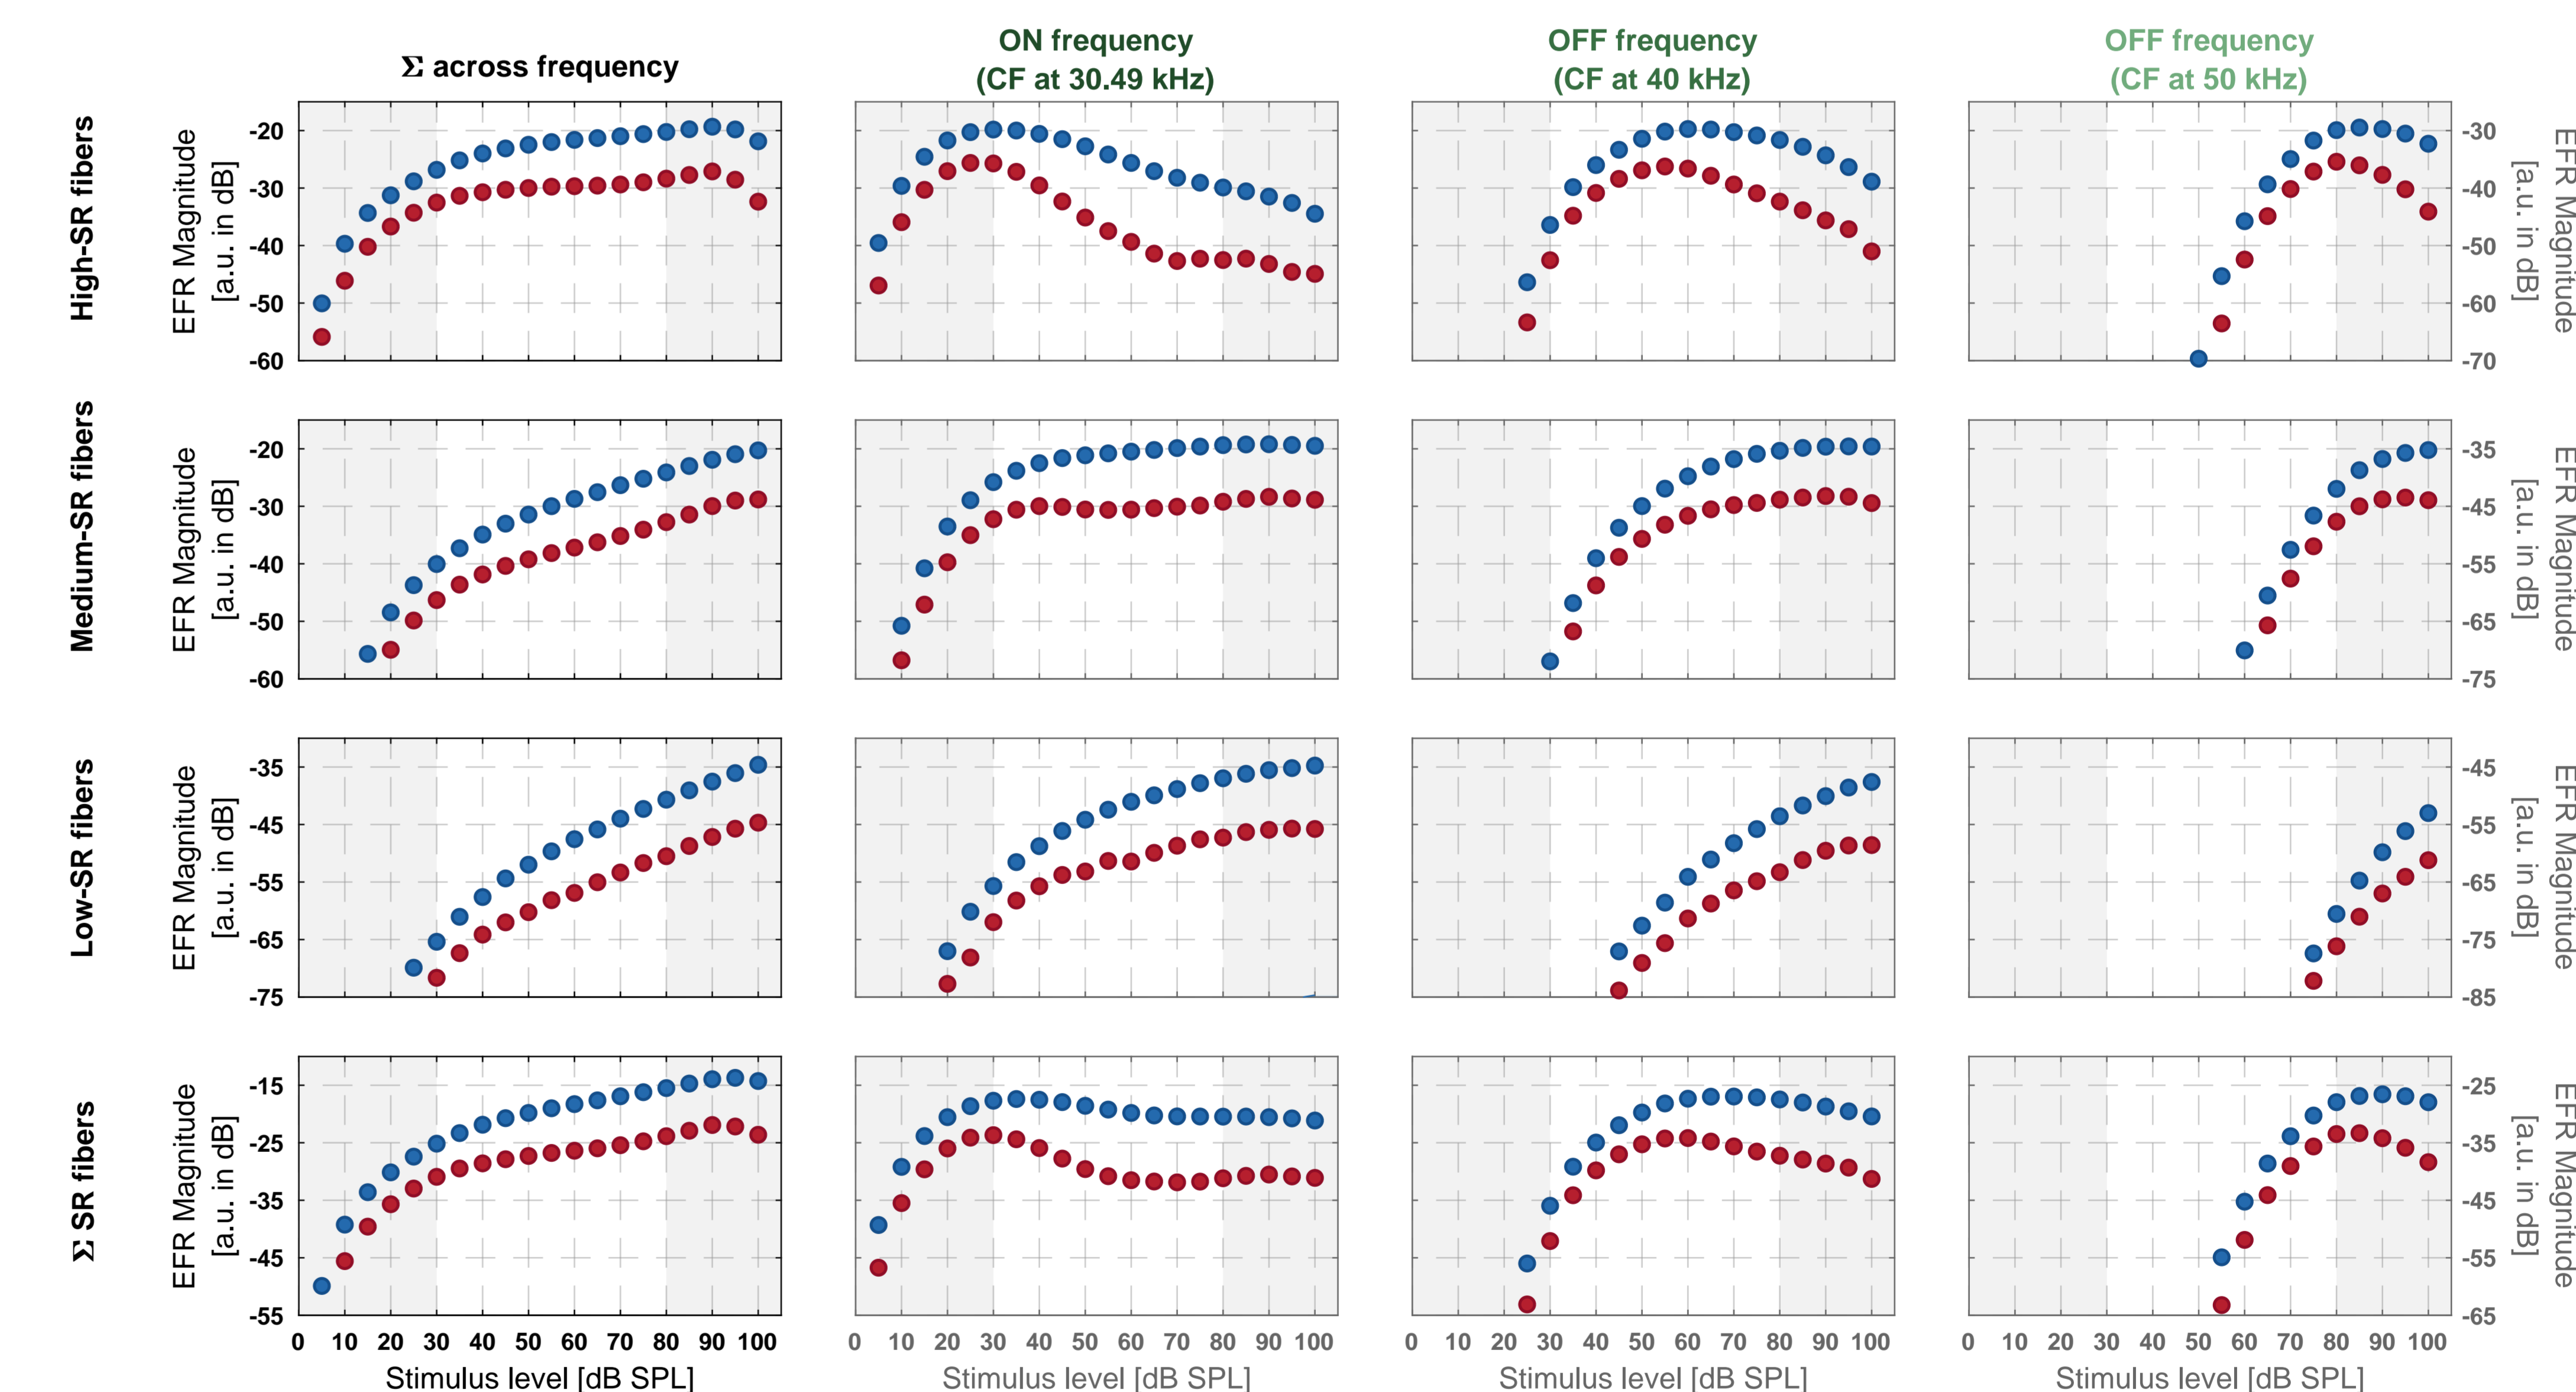 Σ across frequency
ON frequency
(CF at 30.49 kHz)
OFF frequency
(CF at 40 kHz)
OFF frequency
(CF at 50 kHz)
High-SR fibers
EFR Magnitude
[a.u. in dB]
-20
-30
-40
-50
-60
-30
-40
-50
-60
-70
EFR Magnitude
[a.u. in dB]
Medium-SR fibers
EFR Magnitude
[a.u. in dB]
-20
-30
-40
-50
-60
-35
-45
-55
-65
-75
EFR Magnitude
[a.u. in dB]
Low-SR fibers
EFR Magnitude
[a.u. in dB]
-35
-45
-55
-65
-75
-45
-55
-65
-75
-85
EFR Magnitude
[a.u. in dB]
Σ SR fibers
EFR Magnitude
[a.u. in dB]
-15
-25
-35
-45
-55
-25
-35
-45
-55
-65
EFR Magnitude
[a.u. in dB]
0 10 20 30 40 50 60 70 80 90 100
0 10 20 30 40 50 60 70 80 90 100
0 10 20 30 40 50 60 70 80 90 100
0 10 20 30 40 50 60 70 80 90 100
Stimulus level [dB SPL]
Stimulus level [dB SPL]
Stimulus level [dB SPL]
Stimulus level [dB SPL]